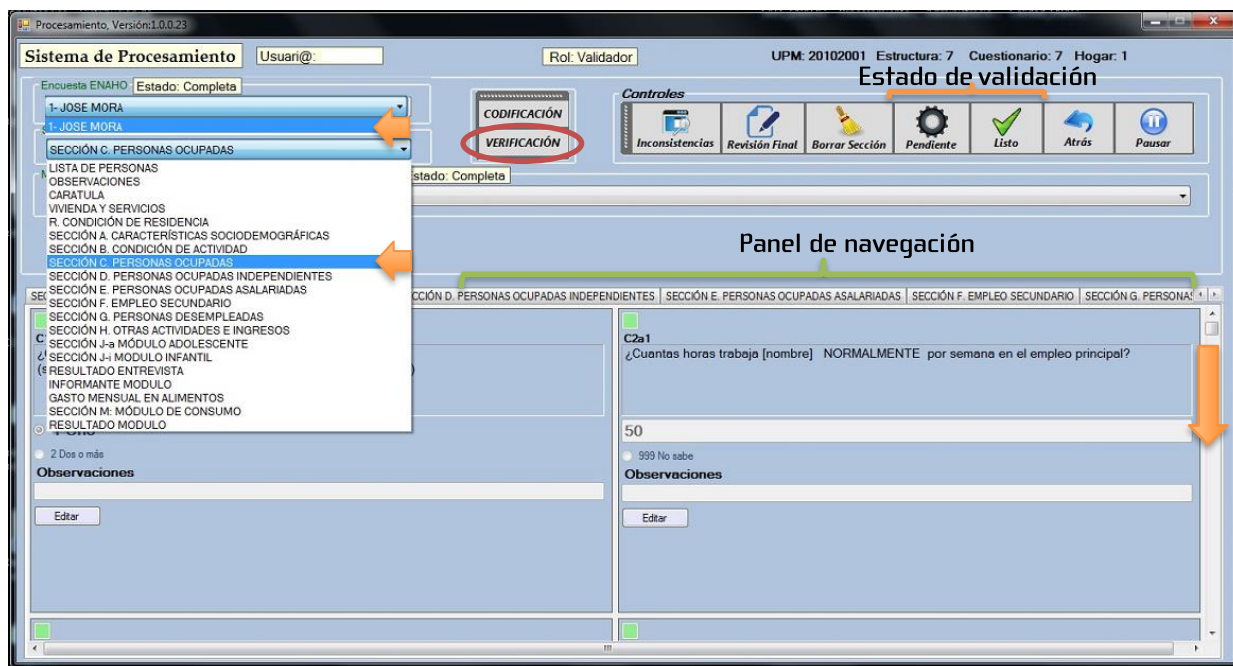 Procesamiento, Versión:1.0.0.23
Sistema de Procesamiento
Usuari@:
Rol: Validador
UPM: 20102001 Estructura: 7 Cuestionario: 7 Hogar: 1
Estado de validación
Encuesta ENAHO
Estado: Completa
1- JOSE MORA
1- JOSE MORA
SECCIÓN C. PERSONAS OCUPADAS
CODIFICACIÓN
VERIFICACIÓN
Controles
Inconsistencias
Revisión Final
Borrar Sección
Pendiente
Listo
Atrás
Pausar
stado: Completa
LISTA DE PERSONAS
OBSERVACIONES
CARATULA
VIVIENDA Y SERVICIOS
R. CONDICIÓN DE RESIDENCIA
SECCIÓN A. CARACTERÍSTICAS SOCIODEMOGRÁFICAS
SECCIÓN B. CONDICIÓN DE ACTIVIDAD
SECCIÓN C. PERSONAS OCUPADAS
SECCIÓN D. PERSONAS OCUPADAS INDEPENDIENTES
SECCIÓN E. PERSONAS OCUPADAS ASALARIADAS
SECCIÓN F. EMPLEO SECUNDARIO
SECCIÓN G. PERSONAS DESEMPLEADAS
SECCIÓN H. OTRAS ACTIVIDADES E INGRESOS
SECCIÓN J-a MÓDULO ADOLESCENTE
SECCIÓN J-i MODULO INFANTIL
RESULTADO ENTREVISTA
INFORMANTE MODULO
GASTO MENSUAL EN ALIMENTOS
SECCIÓN M: MÓDULO DE CONSUMO
RESULTADO MODULO
Panel de navegación
CCIÓN D. PERSONAS OCUPADAS INDEPENDIENTES
SECCIÓN E. PERSONAS OCUPADAS ASALARIADAS
SECCIÓN F. EMPLEO SECUNDARIO
SECCIÓN G. PERSONA
2 Dos o más
Observaciones
Editar
C2a1
¿Cuantas horas trabaja [nombre] NORMALMENTE por semana en el empleo principal?
50
999 No sabe
Observaciones
Editar